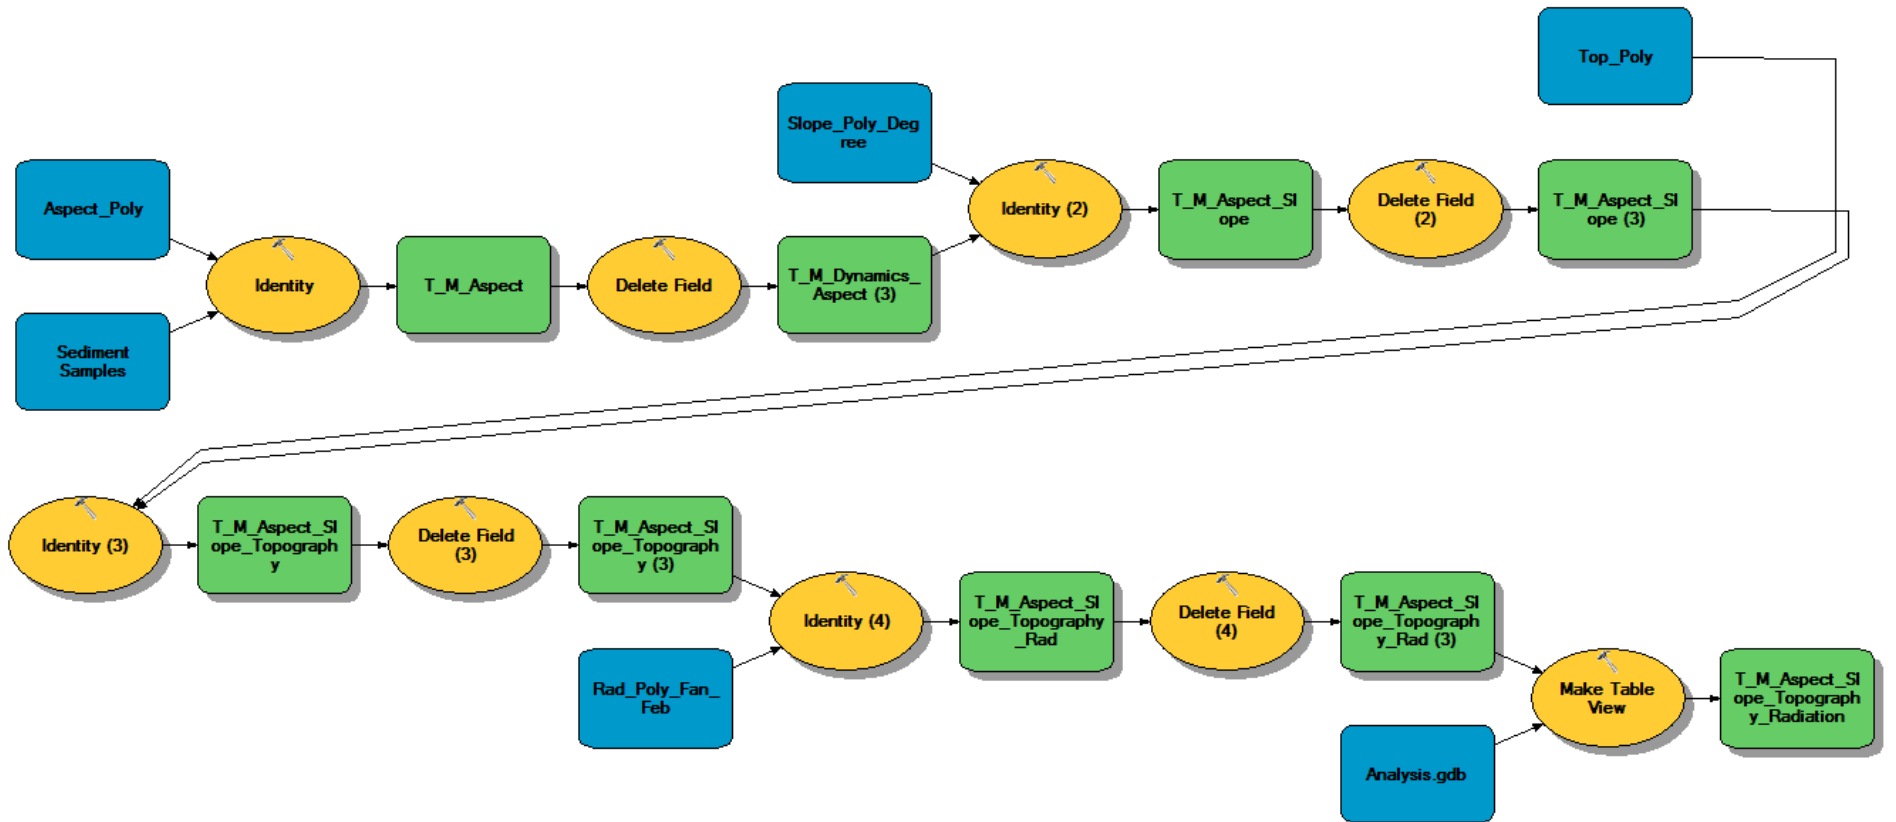 Top_Poly
Slope_Poly_Deg
ree
Aspect_Poly
Identity (2)
T_M_Aspect_Sl
ope
Delete Field
(2)
T_M_Aspect_Sl
ope (3)
Identity
T_M_Aspect
Delete Field
T_M_Dynamics_
Aspect (3)
Sediment
Samples
Identity (3)
T_M_Aspect_Sl
ope_Topograph
y
Delete Field
(3)
T_M_Aspect_Sl
ope_Topograph
y (3)
Identity (4)
T_M_Aspect_Sl
ope_Topography
_Rad
Delete Field
(4)
T_M_Aspect_Sl
ope_Topograph
y_Rad (3)
Rad_Poly_Fan_
Feb
Make Table
View
T_M_Aspect_Sl
ope_Topograph
y_Radiation
Analysis.gdb